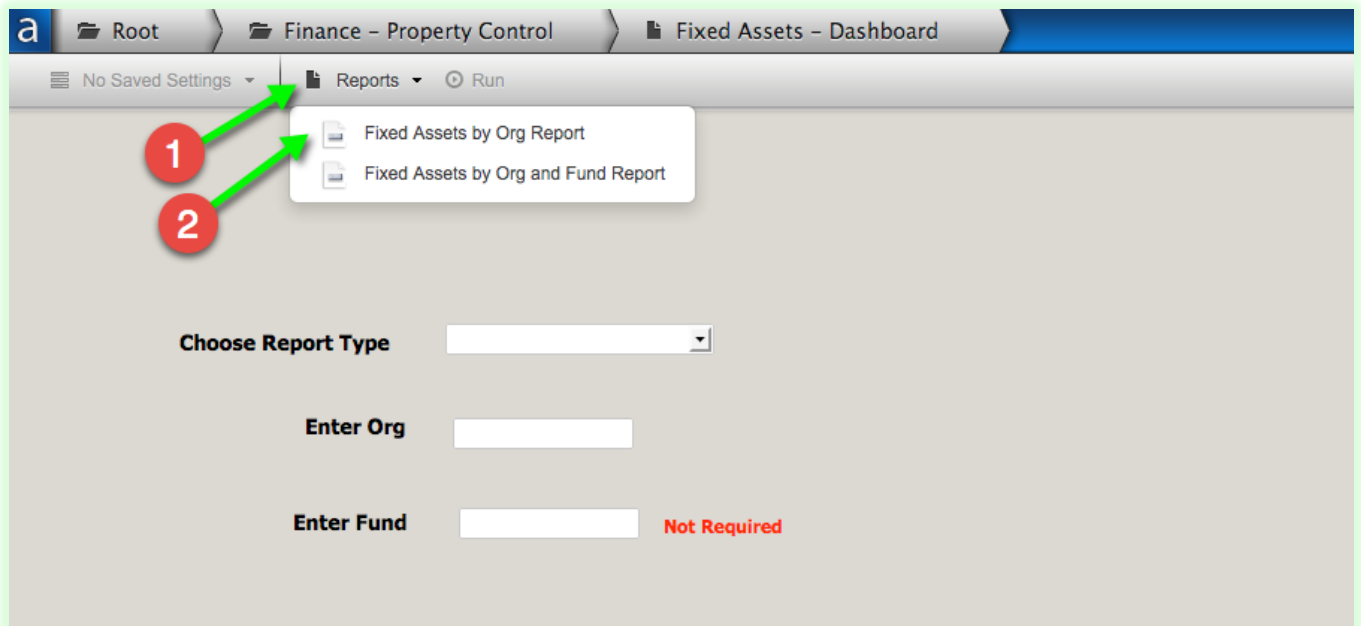 a Root Finance – Property Control Fixed Assets – Dashboard
No Saved Settings Reports Run
1 Fixed Assets by Org Report
Fixed Assets by Org and Fund Report
2
Choose Report Type
Enter Org
Enter Fund Not Required